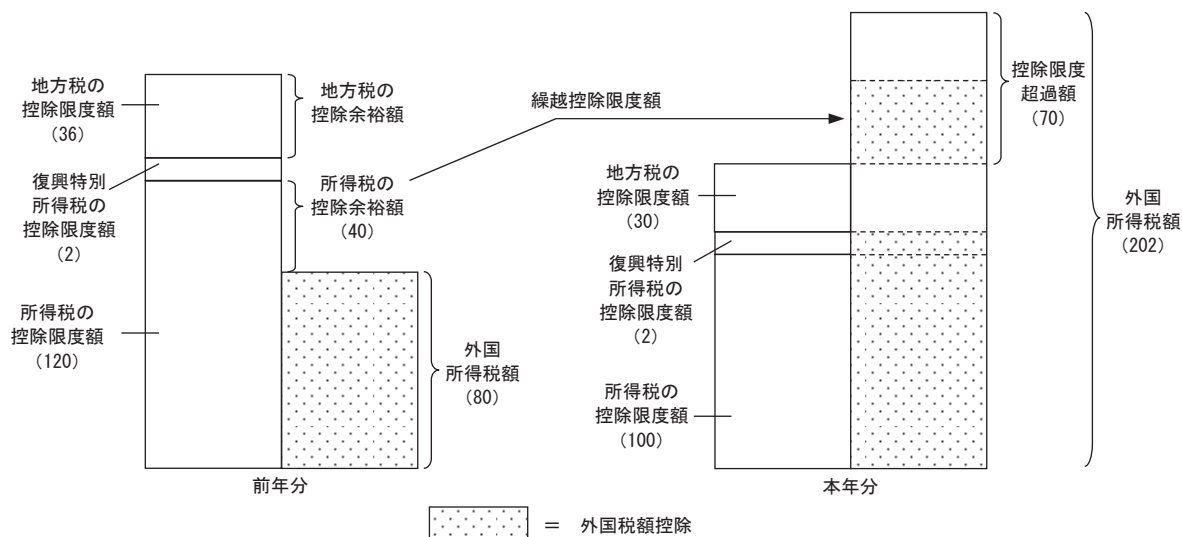 地方税の
控除限度額
（36）
地方税の
控除余裕額
復興特別
所得税の
控除限度額
（2）
所得税の
控除余裕額
（40）
所得税の
控除限度額
（120）
外国
所得税額
（80）
前年分
繰越控除限度額
控除限度
超過額
（70）
地方税の
控除限度額
（30）
復興特別
所得税の
控除限度額
（2）
所得税の
控除限度額
（100）
外国
所得税額
（202）
本年分
＝ 外国税額控除